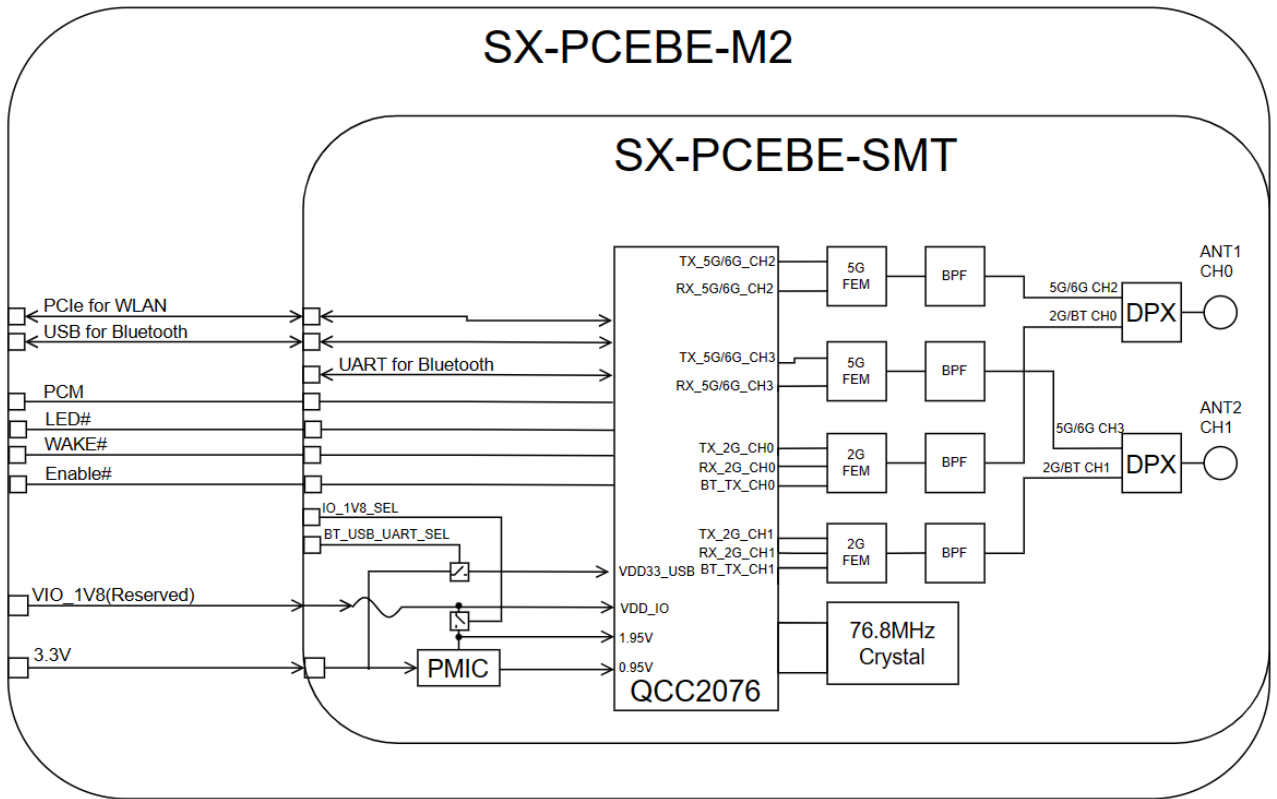 SX-PCEBE-M2
SX-PCEBE-SMT
PCIe for WLAN
USB for Bluetooth
UART for Bluetooth
PCM
LED#
WAKE#
Enable#
IO_1V8_SEL
BT_USB_UART_SEL
VIO_1V8(Reserved)
3.3V
PMIC
TX_5G/6G_CH2
RX_5G/6G_CH2
TX_5G/6G_CH3
RX_5G/6G_CH3
TX_2G_CH0
RX_2G_CH0
BT_TX_CH0
TX_2G_CH1
RX_2G_CH1
VDD33_USB BT_TX_CH1
VDD_IO
1.95V
0.95V
QCC2076
5G
FEM
BPF
5G
FEM
BPF
2G
FEM
BPF
2G
FEM
BPF
76.8MHz
Crystal
5G/6G CH2
2G/BT CH0
DPX
ANT1
CH0
5G/6G CH3
2G/BT CH1
DPX
ANT2
CH1